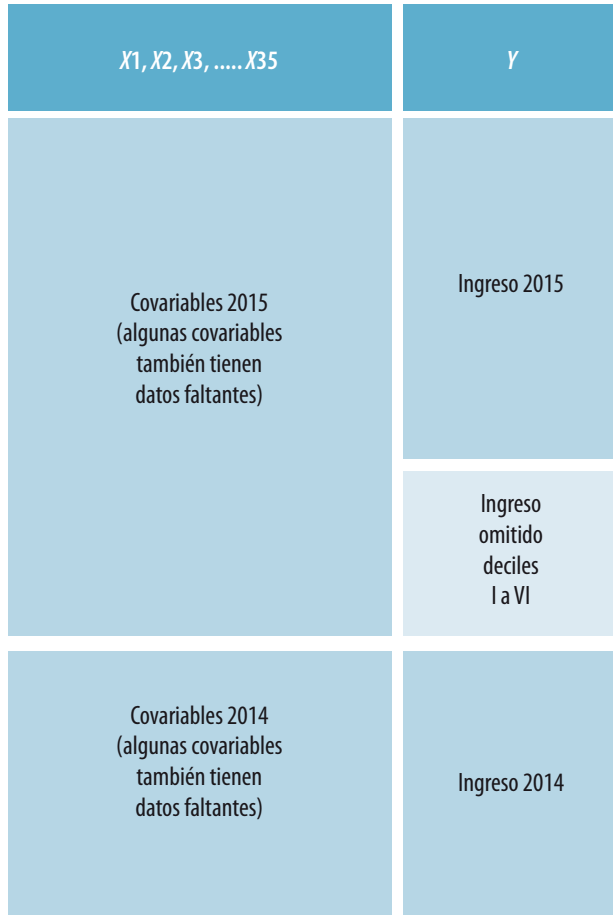 X1, X2, X3, ..... X35
Y
Covariables 2015
(algunas covariables
también tienen
datos faltantes)
Ingreso 2015
Ingreso
omitido
deciles
I a VI
Covariables 2014
(algunas covariables
también tienen
datos faltantes)
Ingreso 2014